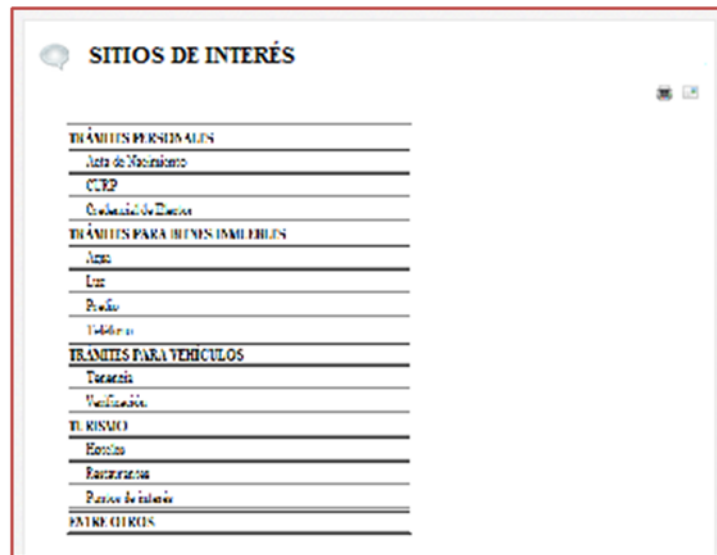 SITIOS DE INTERÉS
TRÁMITES PERSONALES
Acta de Nacimiento
CURP
Credencial de Elector
TRÁMITES PARA BIENES INMUEBLES
Agua
Luz
Predio
Teléfono
TRÁMITES PARA VEHÍCULOS
Tenencia
Verificación
TURISMO
Hoteles
Restaurantes
Puntos de interés
ENTRE OTROS